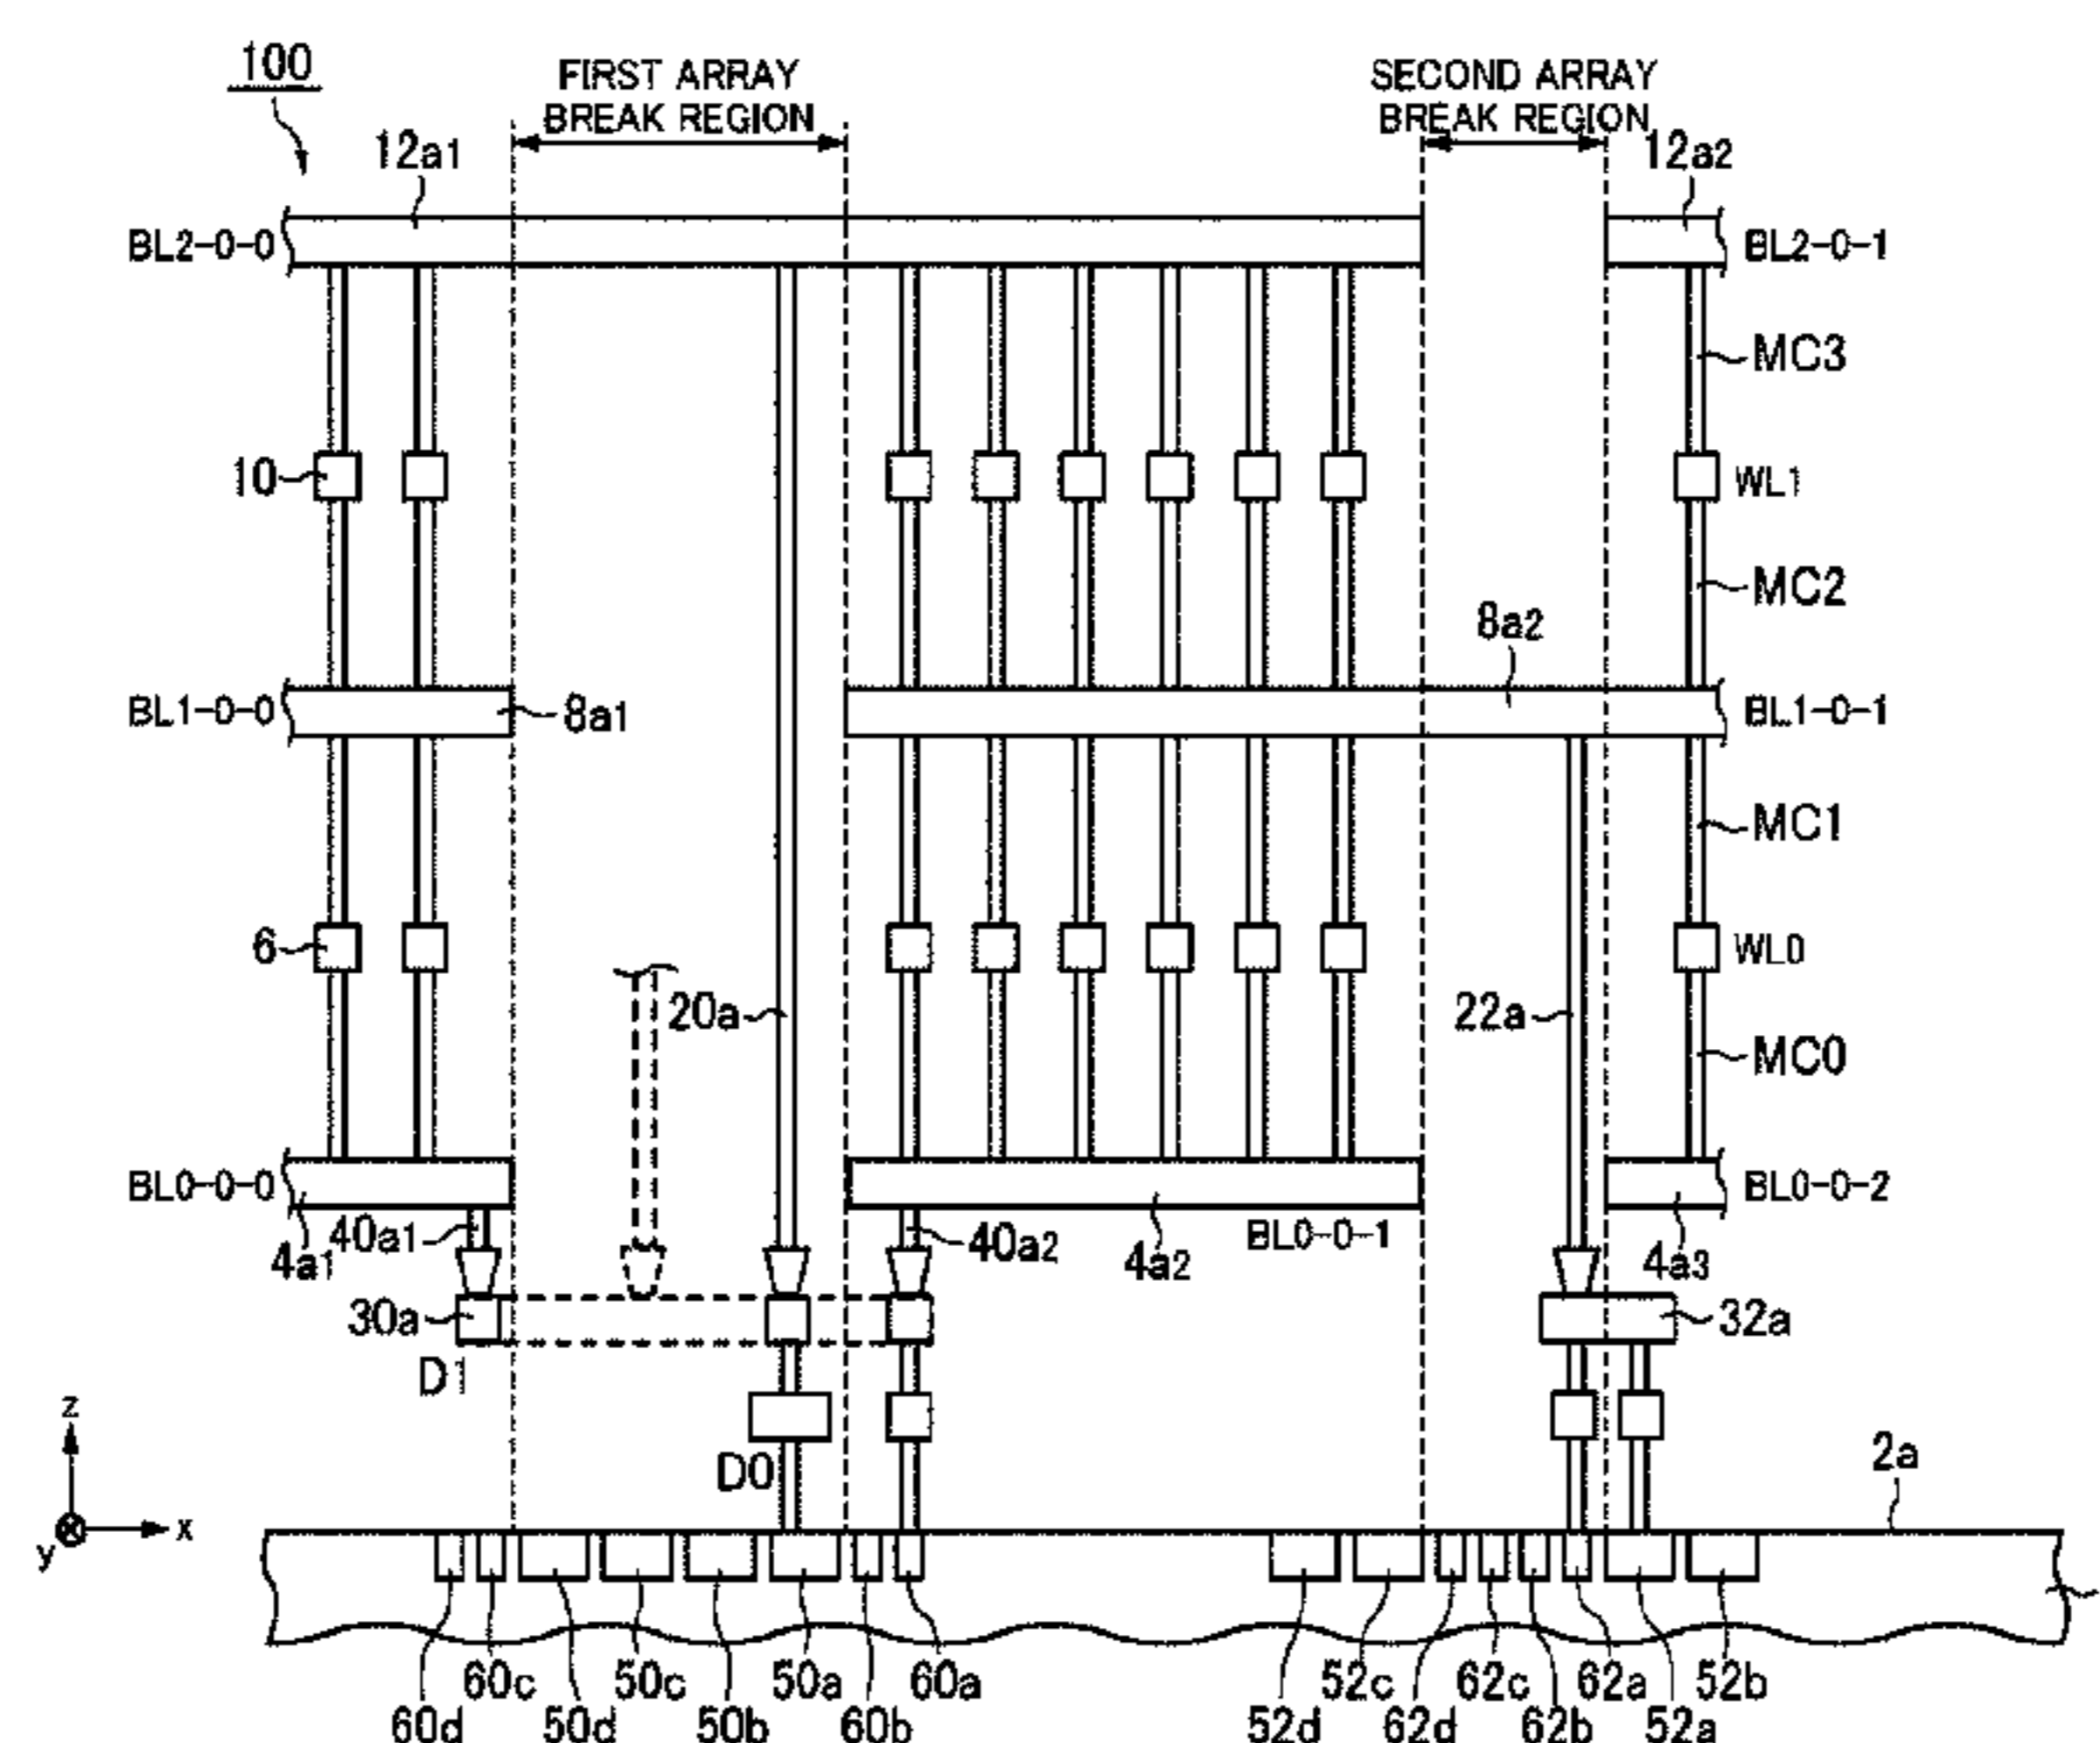 100
FIRST ARRAY
BREAK REGION
SECOND ARRAY
BREAK REGION
12a1
12a2
BL2-0-0
BL2-0-1
MC3
10
WL1
MC2
8a2
BL1-0-0
8a1
BL1-0-1
MC1
6
WL0
20a
22a
MC0
BL0-0-0
BL0-0-2
4a1
40a1
40a2
4a2
BL0-0-1
4a3
30a
32a
D1
D0
2a
z
y
x
60c
50c
50a
60a
52c
62c
62a
52b
60d
50d
50b
60b
52d
62d
62b
52a